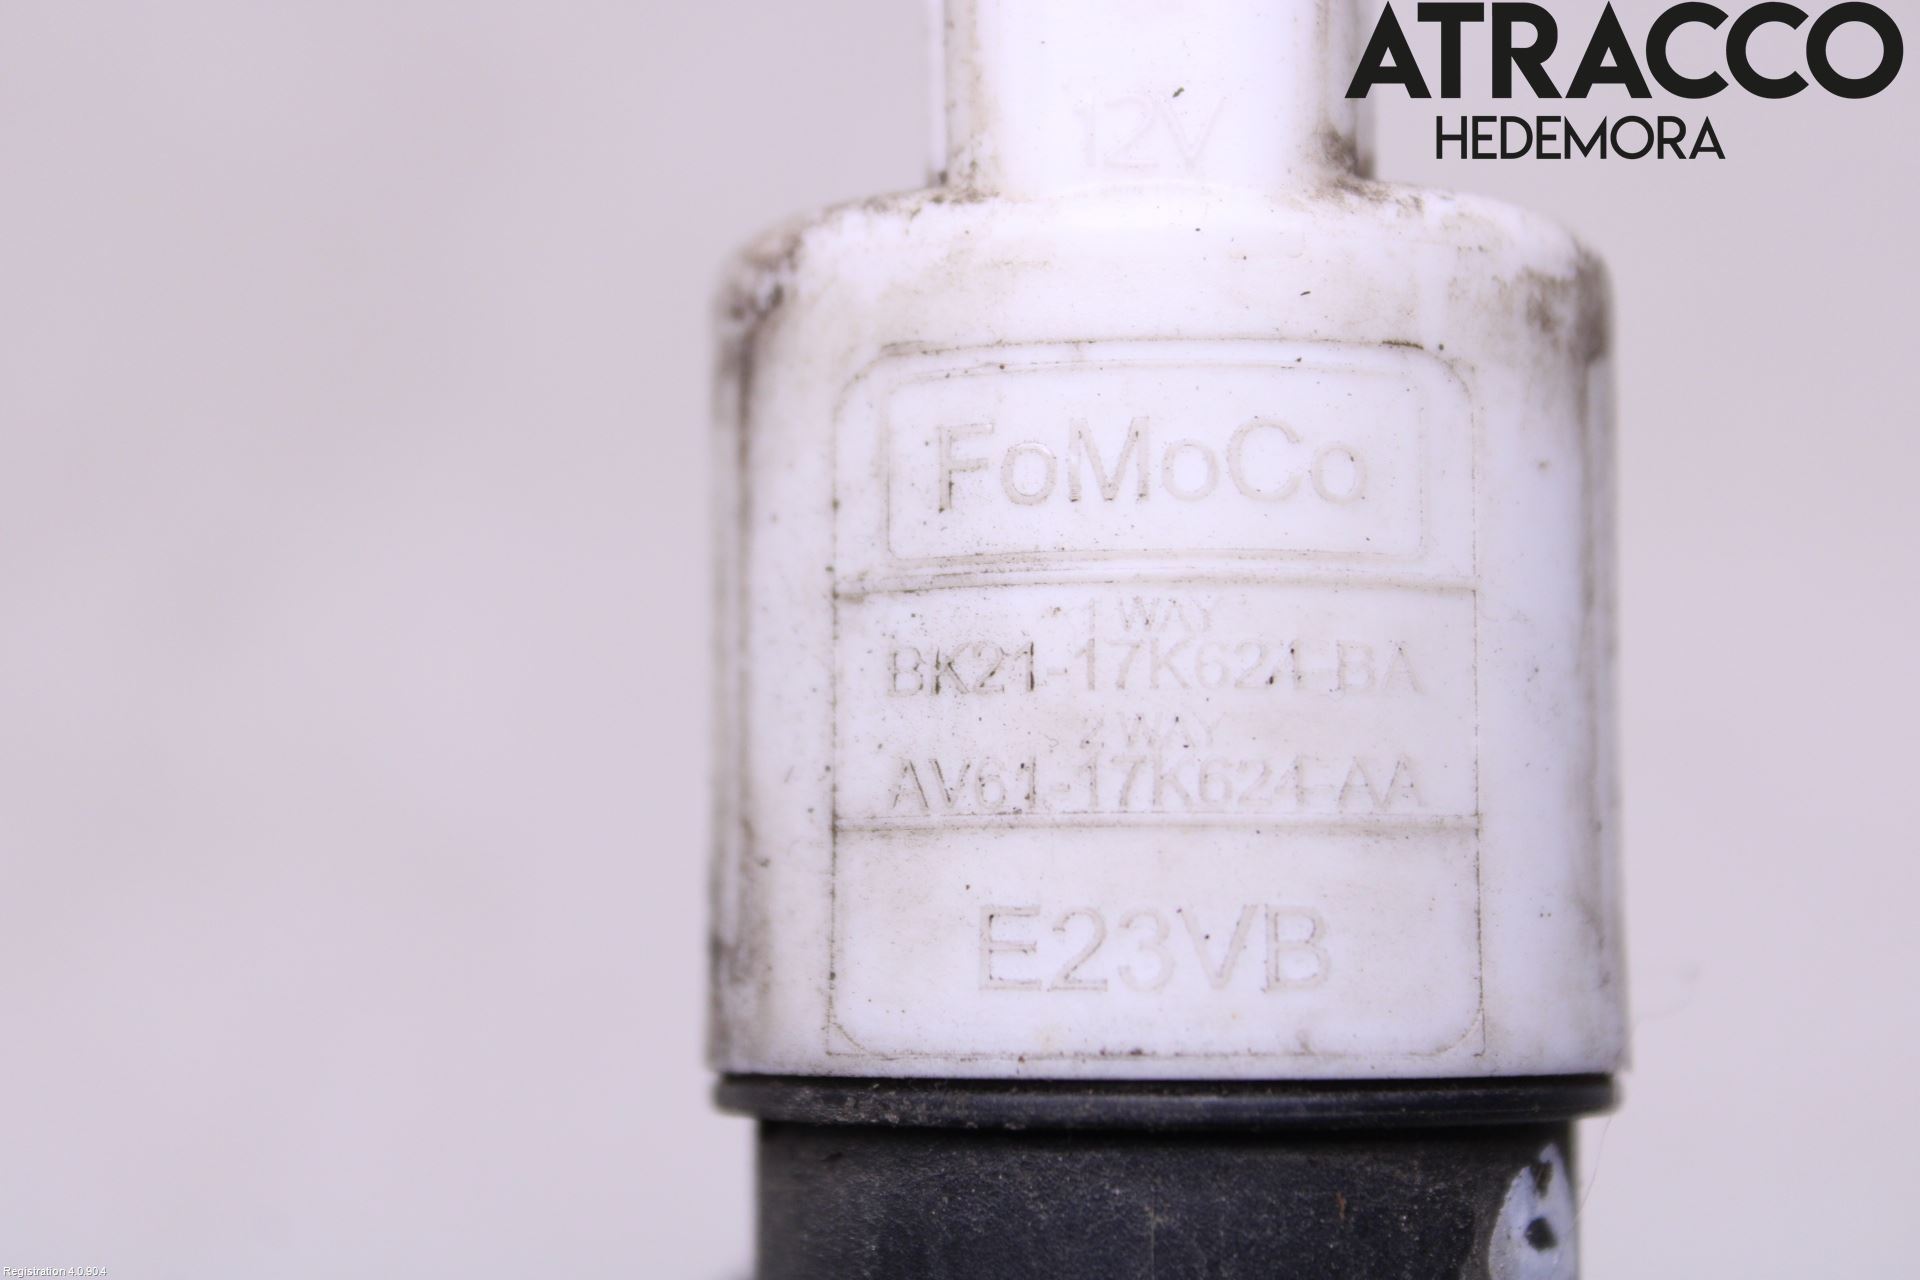 ATRACCO
HEDEMORA
12V
FoMoCo
1 WAY
BK21-17K624-BA
2 WAY
AV61-17K624-AA
E23VB
Registration 4.0.90.4